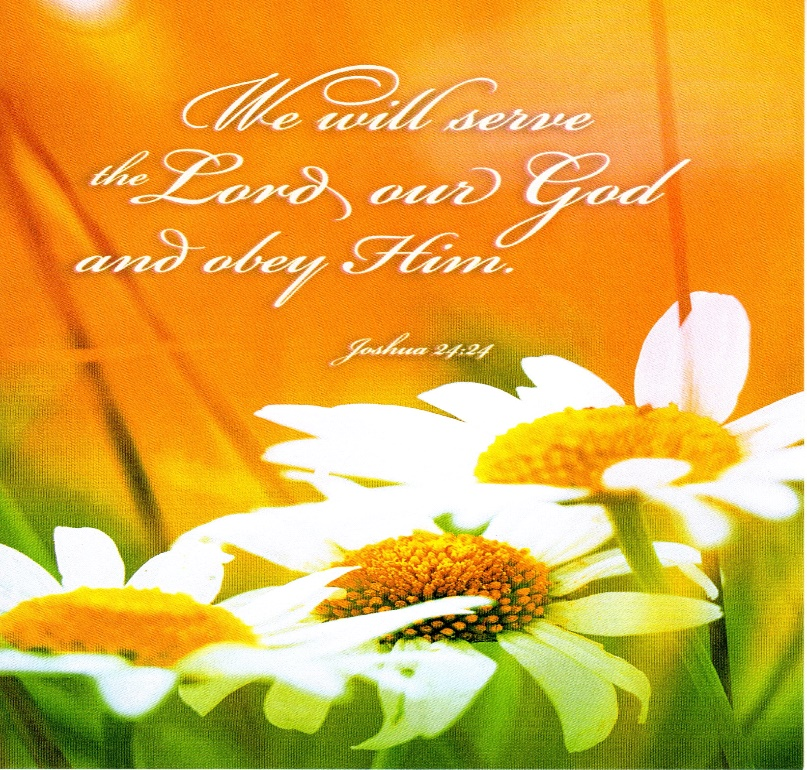 We will serve
the Lord our God
and obey Him.
Joshua 24:24